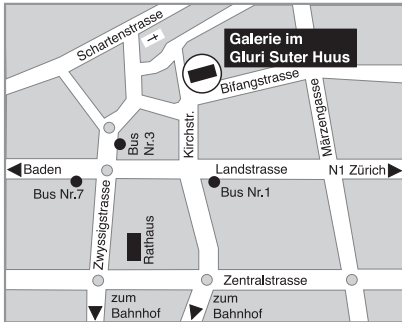 Schartenstrasse
Galerie im
Gluri Suter Huus
Bifangstrasse
Märzengasse
Kirchstr.
Bus
Nr.3
Baden
Landstrasse
N1 Zürich
Bus Nr.7
Bus Nr.1
Zwyssigstrasse
Rathaus
Zentralstrasse
zum
Bahnhof
zum
Bahnhof